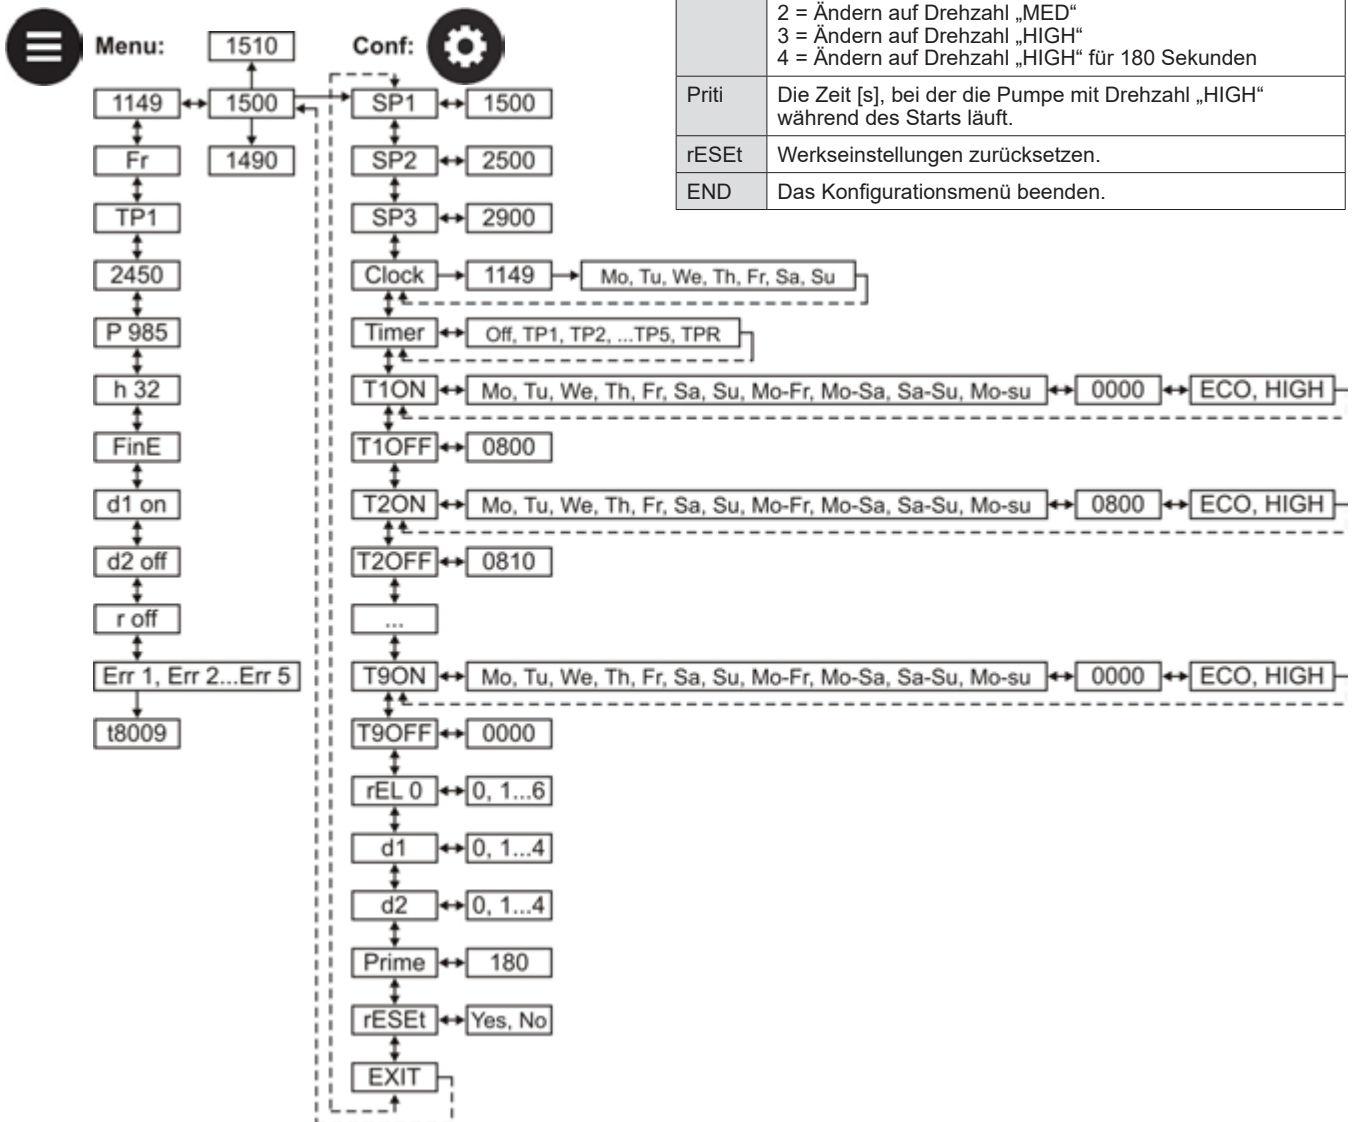 Menu:
1510
Conf:
1149
1500
SP1
1500
Fr
1490
SP2
2500
TP1
SP3
2900
2450
Clock
1149
Mo, Tu, We, Th, Fr, Sa, Su
P 985
Timer
Off, TP1, TP2, ...TP5, TPR
h 32
T1ON
Mo, Tu, We, Th, Fr, Sa, Su, Mo-Fr, Mo-Sa, Sa-Su, Mo-su
0000
ECO, HIGH
FinE
T1OFF
0800
d1 on
T2ON
Mo, Tu, We, Th, Fr, Sa, Su, Mo-Fr, Mo-Sa, Sa-Su, Mo-su
0800
ECO, HIGH
d2 off
T2OFF
0810
r off
...
Err 1, Err 2...Err 5
T9ON
Mo, Tu, We, Th, Fr, Sa, Su, Mo-Fr, Mo-Sa, Sa-Su, Mo-su
0000
ECO, HIGH
t8009
T9OFF
0000
rEL 0
0, 1...6
d1
0, 1...4
d2
0, 1...4
Prime
180
rESEt
Yes, No
EXIT
2 = Ändern auf Drehzahl „MED“
3 = Ändern auf Drehzahl „HIGH“
4 = Ändern auf Drehzahl „HIGH“ für 180 Sekunden
Priti
Die Zeit [s], bei der die Pumpe mit Drehzahl „HIGH“
während des Starts läuft.
rESEt
Werkseinstellungen zurücksetzen.
END
Das Konfigurationsmenü beenden.